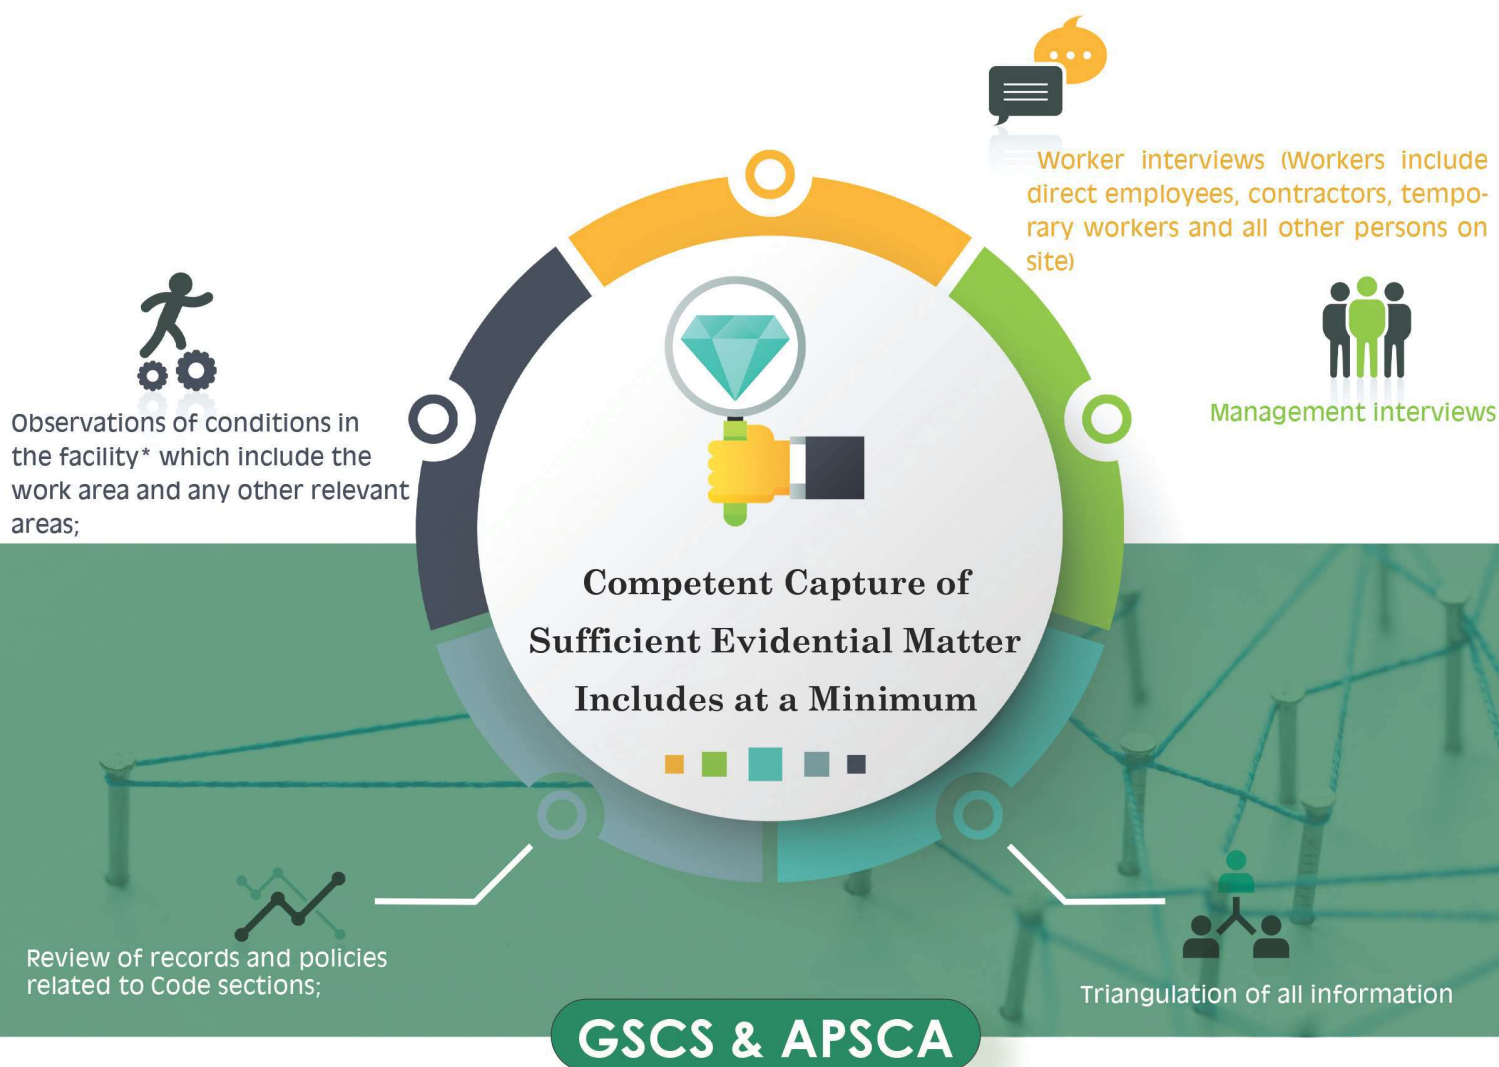 Worker interviews (Workers include
direct employees, contractors, tempo-
rary workers and all other persons on
site)
Management interviews
Observations of conditions in
the facility* which include the
work area and any other relevant
areas;
Competent Capture of
Sufficient Evidential Matter
Includes at a Minimum
Review of records and policies
related to Code sections;
Triangulation of all information
GSCS & APSCA